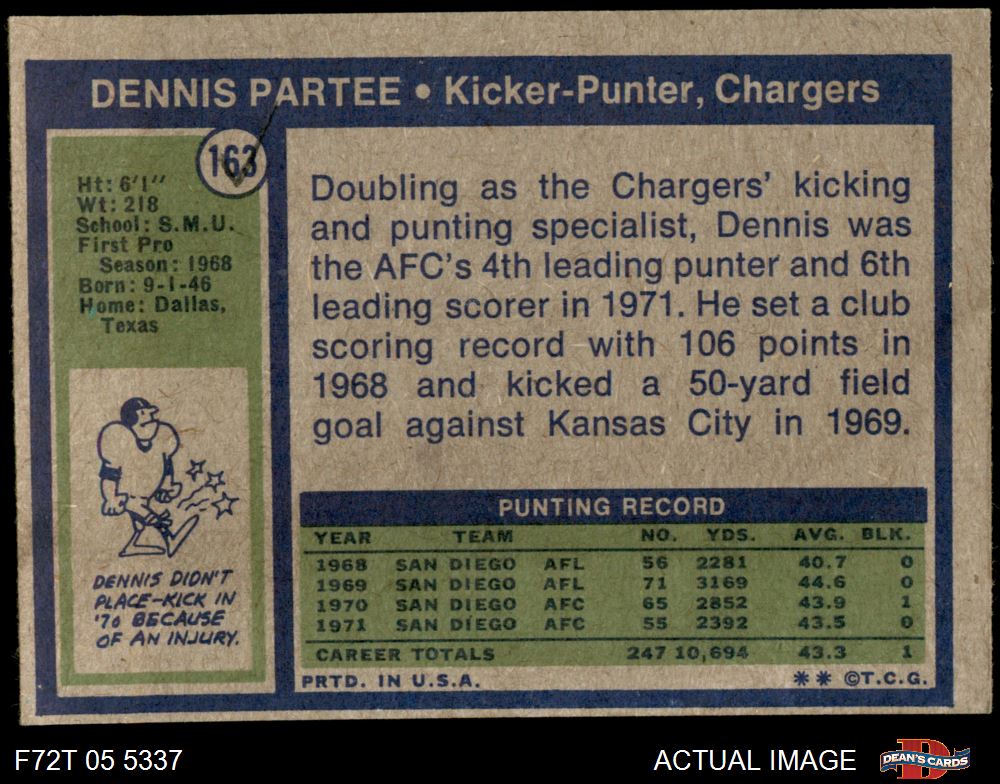 DENNIS PARTEE • Kicker-Punter, Chargers
163
Ht: 6'1''
Wt: 218
School: S.M.U.
First Pro
Season: 1968
Born: 9-1-46
Home: Dallas,
Texas
DENNIS DIDN'T
PLACE-KICK IN
'70 BECAUSE
OF AN INJURY.
Doubling as the Chargers' kicking
and punting specialist, Dennis was
the AFC's 4th leading punter and 6th
leading scorer in 1971. He set a club
scoring record with 106 points in
1968 and kicked a 50-yard field
goal against Kansas City in 1969.
PUNTING RECORD
YEAR TEAM NO. YDS. AVG. BLK.
1968 SAN DIEGO AFL 56 2281 40.7 0
1969 SAN DIEGO AFL 71 3169 44.6 0
1970 SAN DIEGO AFC 65 2852 43.9 1
1971 SAN DIEGO AFC 55 2392 43.5 0
CAREER TOTALS 247 10,694 43.3 1
PRTD. IN U.S.A. ** ©T.C.G.
F72T 05 5337 ACTUAL IMAGE DEAN'S CARDS